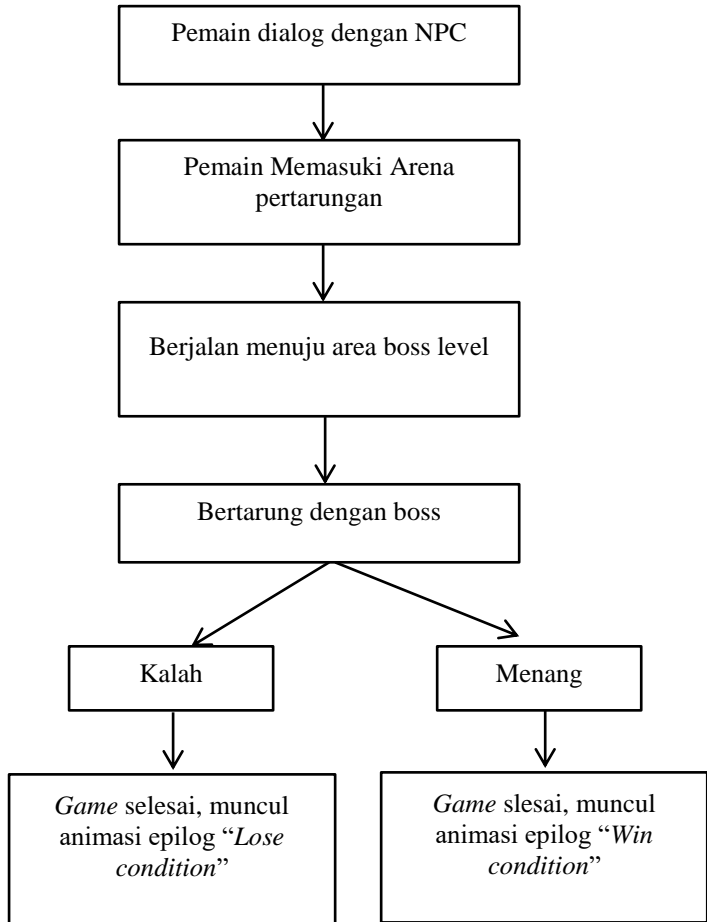 Pemain dialog dengan NPC
Pemain Memasuki Arena
pertarungan
Berjalan menuju area boss level
Bertarung dengan boss
Kalah
Menang
Game selesai, muncul
animasi epilog “Lose
condition”
Game slesai, muncul
animasi epilog “Win
condition”